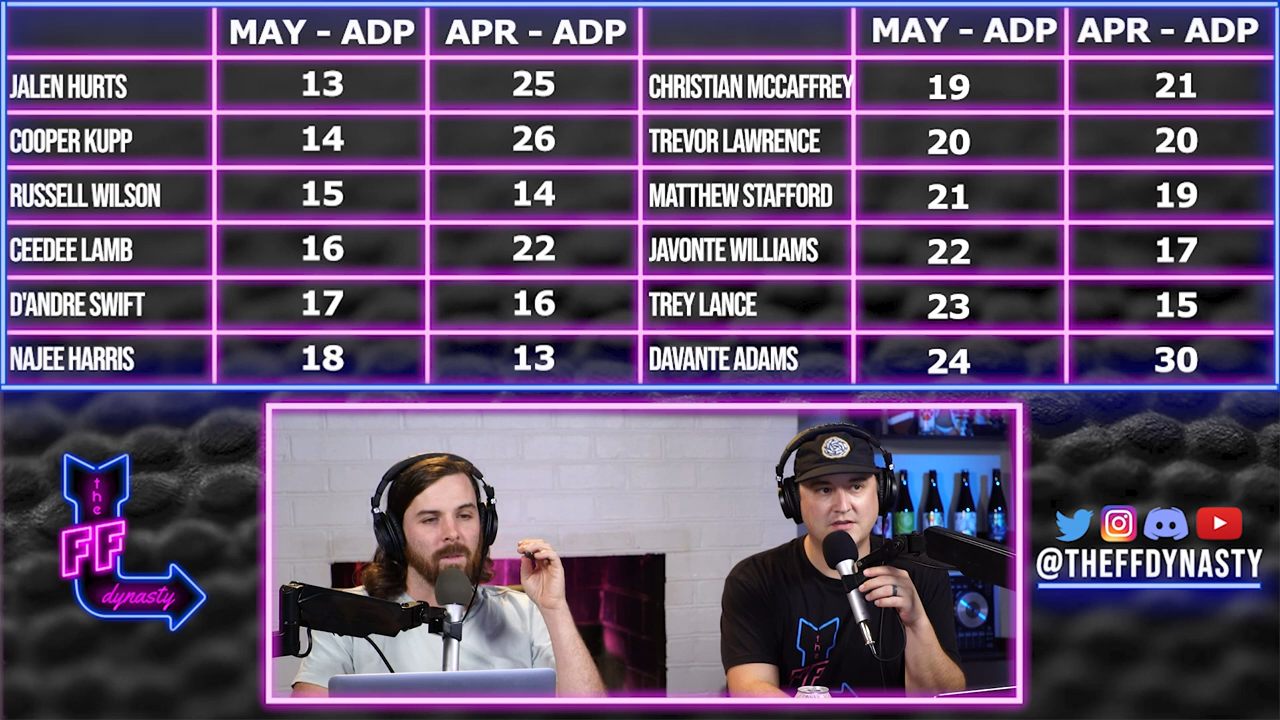 MAY - ADP APR - ADP MAY - ADP APR - ADP
JALEN HURTS 13 25 CHRISTIAN MCCAFFREY 19 21
COOPER KUPP 14 26 TREVOR LAWRENCE 20 20
RUSSELL WILSON 15 14 MATTHEW STAFFORD 21 19
CEEDEE LAMB 16 22 JAVONTE WILLIAMS 22 17
D'ANDRE SWIFT 17 16 TREY LANCE 23 15
NAJEE HARRIS 18 13 DAVANTE ADAMS 24 30
the
FF
dynasty
the
FF
@THEFFDYNASTY